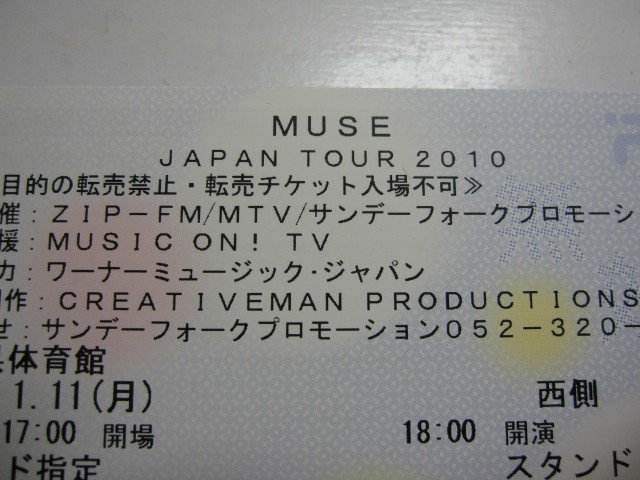 MUSE
JAPAN TOUR 2010
目的の転売禁止・転売チケット入場不可≫
催：ZIP－FM/MTV/サンデーフォークプロモーシ
援：MUSIC ON! TV
力：ワーナーミュージック・ジャパン
作：CREATIVEMAN PRODUCTIONS
せ：サンデーフォークプロモーション052－320－
体育館
1.11(月) 西側
17:00 開場 18:00 開演
ド指定 スタンド